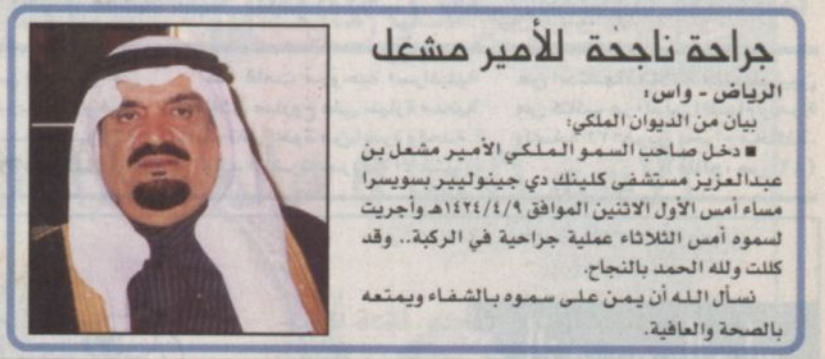 جراحة ناجحة للأمير مشعل
الرياض - واس:
بيان من الديوان الملكي:
■ دخل صاحب السمو الملكي الأمير مشعل بن
عبدالعزيز مستشفى كلينك دي جينوليير بسويسرا
مساء أمس الأول الاثنين الموافق ١٤٢٤/٤/٩هـ وأجريت
لسموه أمس الثلاثاء عملية جراحية في الركبة.. وقد
كللت ولله الحمد بالنجاح.
نسأل الله أن يمن على سموه بالشفاء ويمتعه
بالصحة والعافية.